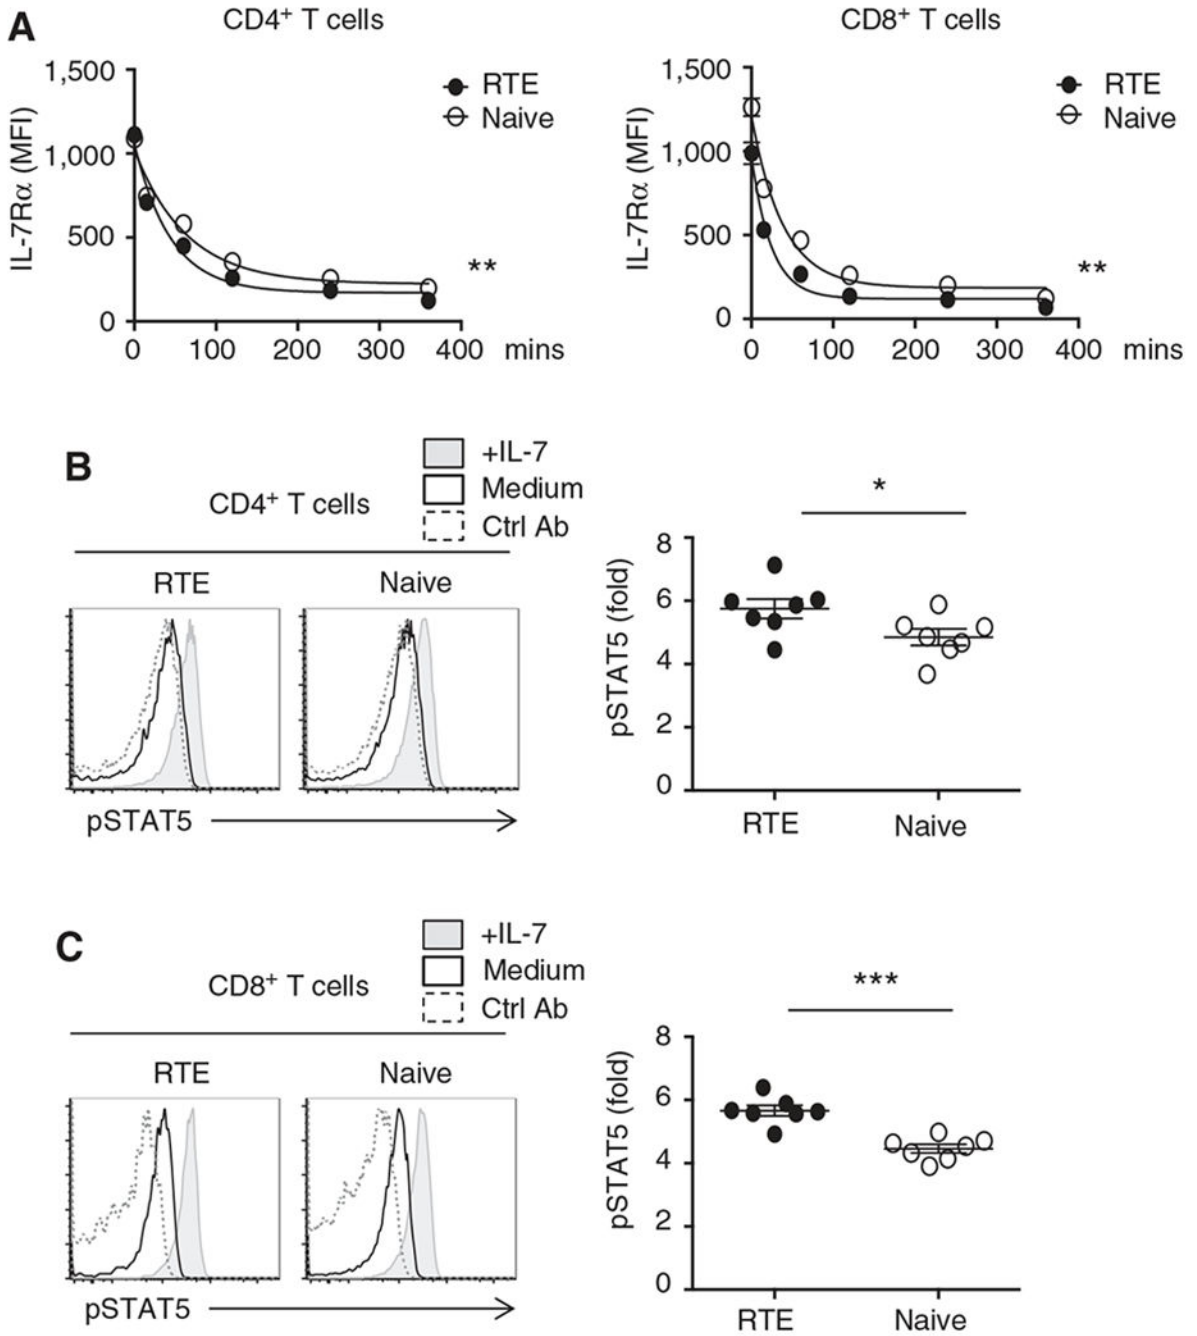 A
CD4+ T cells
IL-7Rα (MFI)
1,500
1,000
500
0
0 100 200 300 400 mins
RTE
Naive
**
CD8+ T cells
IL-7Rα (MFI)
1,500
1,000
500
0
0 100 200 300 400 mins
RTE
Naive
**
B
CD4+ T cells
+IL-7
Medium
Ctrl Ab
RTE Naive
pSTAT5
*
pSTAT5 (fold)
8
6
4
2
0
RTE Naive
C
CD8+ T cells
+IL-7
Medium
Ctrl Ab
RTE Naive
pSTAT5
***
pSTAT5 (fold)
8
6
4
2
0
RTE Naive